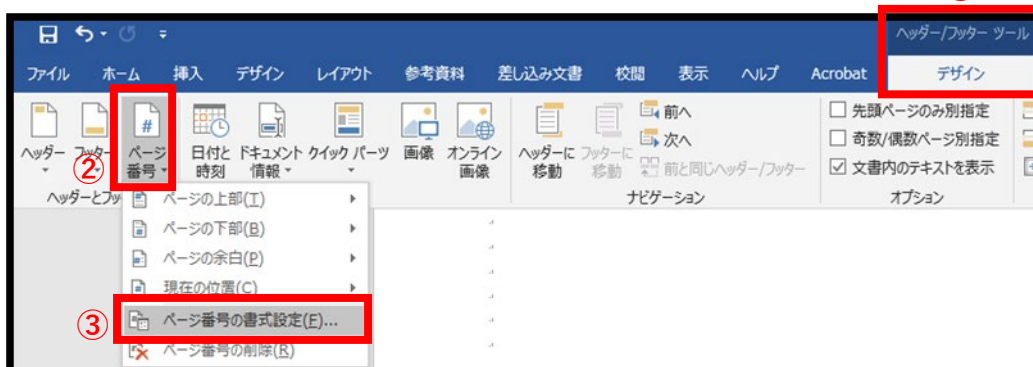 ヘッダー/フッター ツール
ファイル ホーム 挿入 デザイン レイアウト 参考資料 差し込み文書 校閲 表示 ヘルプ Acrobat デザイン
ヘッダー フッター ページ番号 日付と時刻 ドキュメント情報 クイック パーツ 画像 オンライン画像 ヘッダーに移動 フッターに移動
前へ
次へ
前と同じヘッダー/フッター
先頭ページのみ別指定
奇数/偶数ページ別指定
文書内のテキストを表示
②
ヘッダーとフッ ナビゲーション オプション
ページの上部(T)
ページの下部(B)
ページの余白(P)
現在の位置(C)
③ ページ番号の書式設定(F)...
ページ番号の削除(R)